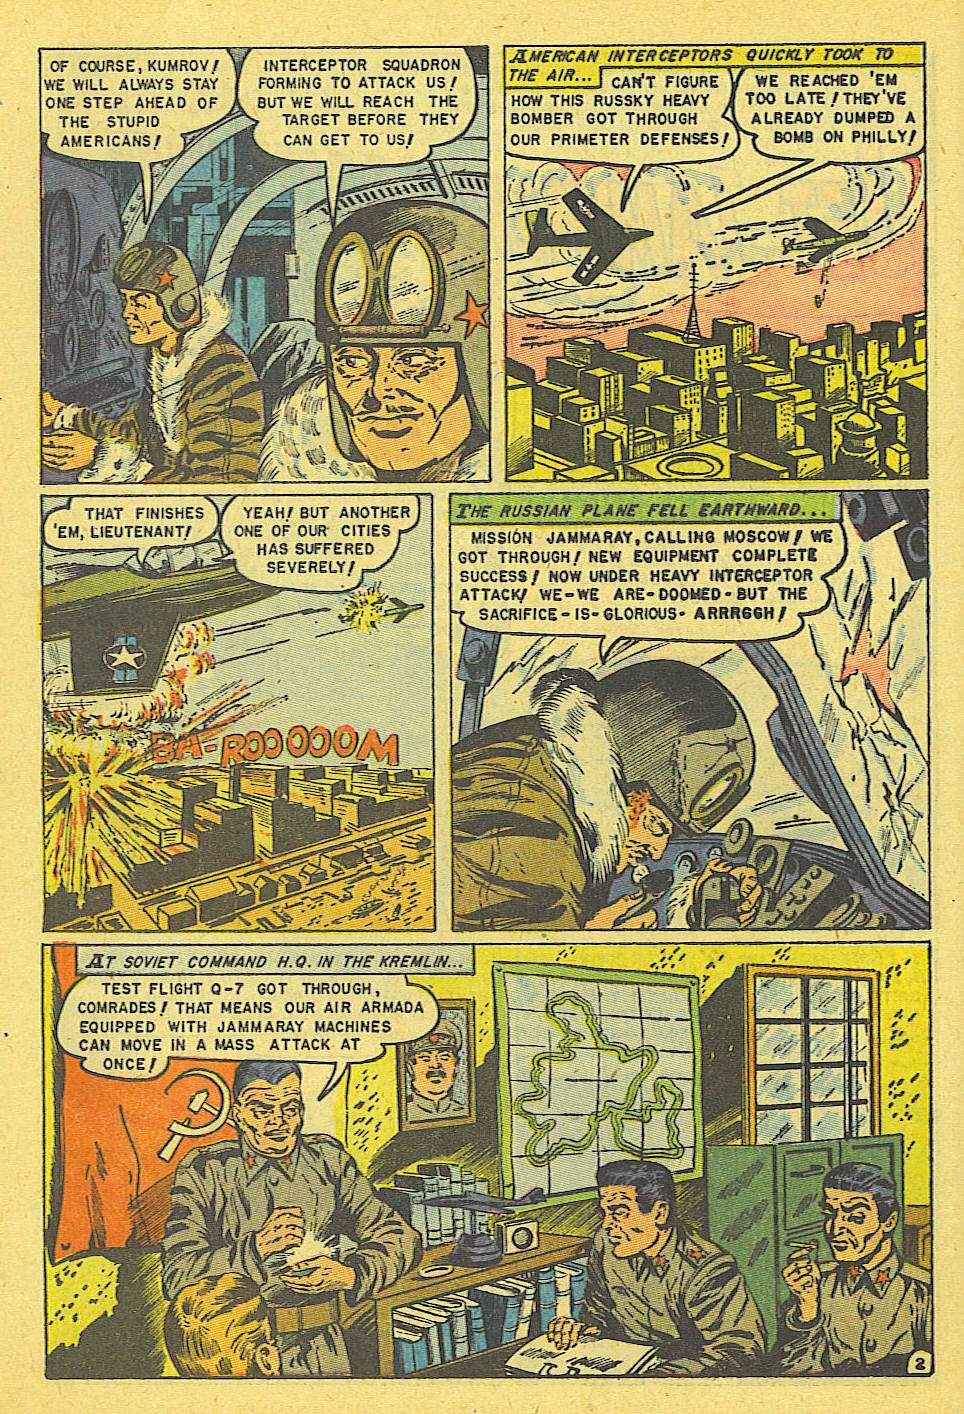 OF COURSE, KUMROV!
WE WILL ALWAYS STAY
ONE STEP AHEAD OF
THE STUPID
AMERICANS!
INTERCEPTOR SQUADRON
FORMING TO ATTACK US!
BUT WE WILL REACH THE
TARGET BEFORE THEY
CAN GET TO US!
AMERICAN INTERCEPTORS QUICKLY TOOK TO
THE AIR...
CAN'T FIGURE
HOW THIS RUSSKY HEAVY
BOMBER GOT THROUGH
OUR PRIMETER DEFENSES!
WE REACHED 'EM
TOO LATE! THEY'VE
ALREADY DUMPED A
BOMB ON PHILLY!
THAT FINISHES
'EM, LIEUTENANT!
YEAH! BUT ANOTHER
ONE OF OUR CITIES
HAS SUFFERED
SEVERELY!
BA-ROOOOOOM
THE RUSSIAN PLANE FELL EARTHWARD...
MISSION JAMMARAY, CALLING MOSCOW! WE
GOT THROUGH! NEW EQUIPMENT COMPLETE
SUCCESS! NOW UNDER HEAVY INTERCEPTOR
ATTACK! WE-WE ARE-DOOMED-BUT THE
SACRIFICE-IS-GLORIOUS-ARRRGGH!
AT SOVIET COMMAND H.Q. IN THE KREMLIN...
TEST FLIGHT Q-7 GOT THROUGH,
COMRADES! THAT MEANS OUR AIR ARMADA
EQUIPPED WITH JAMMARAY MACHINES
CAN MOVE IN A MASS ATTACK AT
ONCE!
2